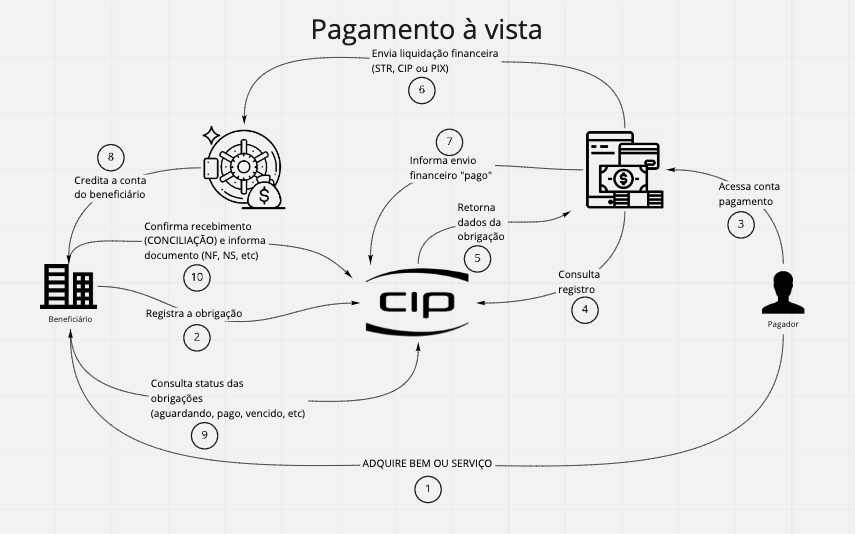 Pagamento à vista
Envia liquidação financeira
(STR, CIP ou PIX)
6
7
Informa envio
financeiro "pago"
8
Credita a conta
do beneficiário
Acessa conta
pagamento
3
Retorna
dados da
obrigação
5
Confirma recebimento
(CONCILIAÇÃO) e informa
documento (NF, NS, etc)
10
Consulta
registro
4
cip
Beneficiário
Registra a obrigação
2
Pagador
Consulta status das
obrigações
(aguardando, pago, vencido, etc)
9
ADQUIRE BEM OU SERVIÇO
1